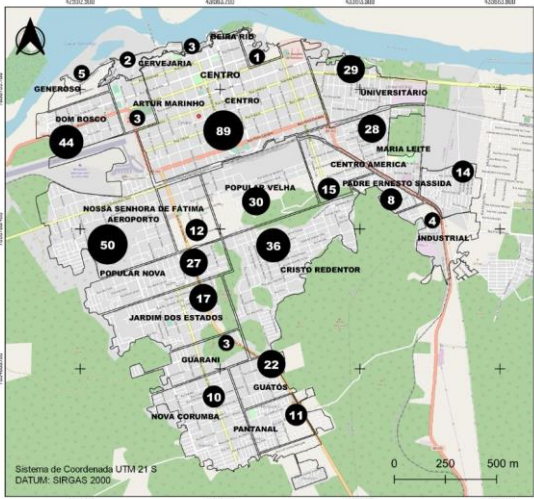 BEIRA RIO
3
1
2
CERVEJARIA
5
CENTRO
29
GENEROSO
UNIVERSITÁRIO
ARTUR MARINHO
CENTRO
3
DOM BOSCO
89
28
44
MARIA LEITE
CENTRO AMERICA
14
PADRE ERNESTO SASSIDA
POPULAR VELHA
15
30
8
NOSSA SENHORA DE FÁTIMA
AEROPORTO
4
12
INDUSTRIAL
50
36
27
CRISTO REDENTOR
POPULAR NOVA
17
JARDIM DOS ESTADOS
3
GUARANI
22
GUATÓS
10
NOVA CORUMBÁ
11
PANTANAL
Sistema de Coordenada UTM 21 S
DATUM: SIRGAS 2000
0 250 500 m